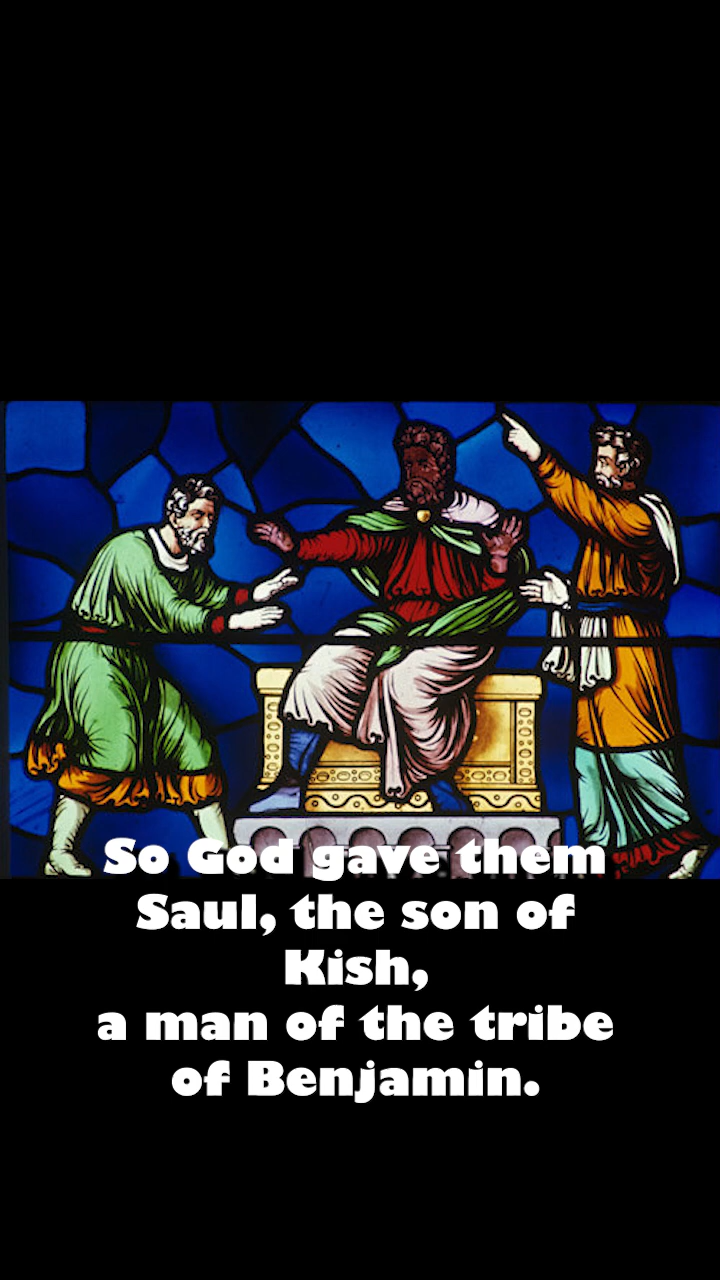 So God gave them
Saul, the son of
Kish,
a man of the tribe
of Benjamin.